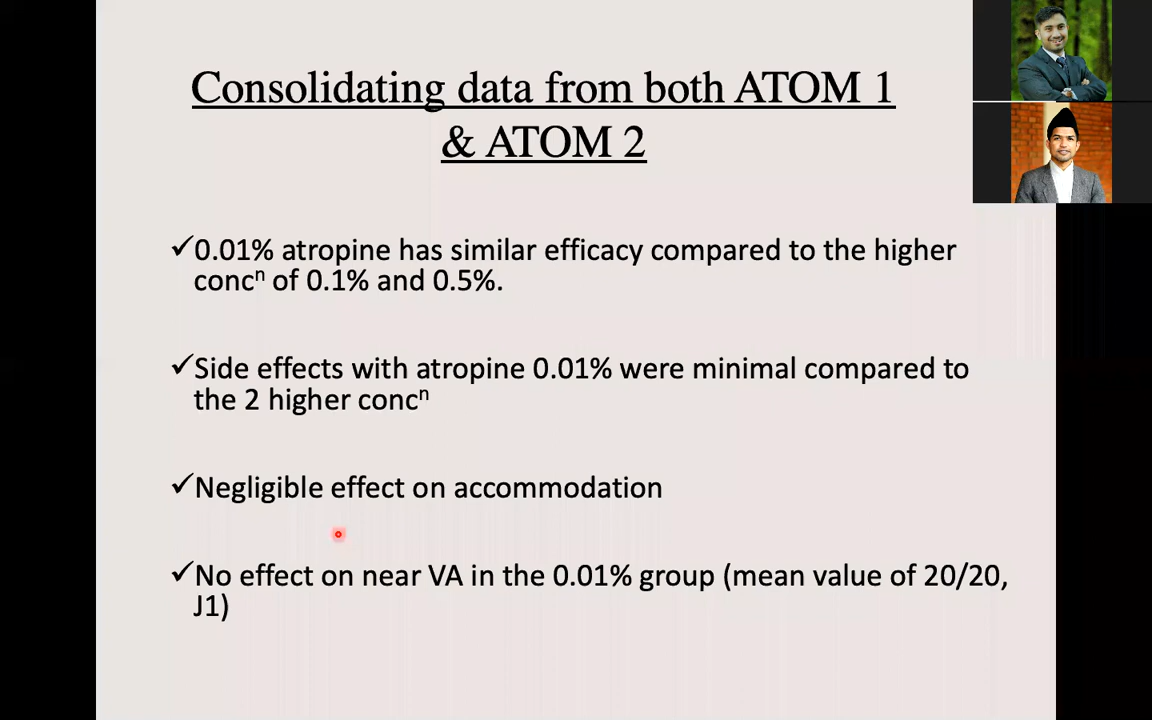 Consolidating data from both ATOM 1
& ATOM 2
✓0.01% atropine has similar efficacy compared to the higher
concⁿ of 0.1% and 0.5%.
✓Side effects with atropine 0.01% were minimal compared to
the 2 higher concⁿ
✓Negligible effect on accommodation
✓No effect on near VA in the 0.01% group (mean value of 20/20,
J1)